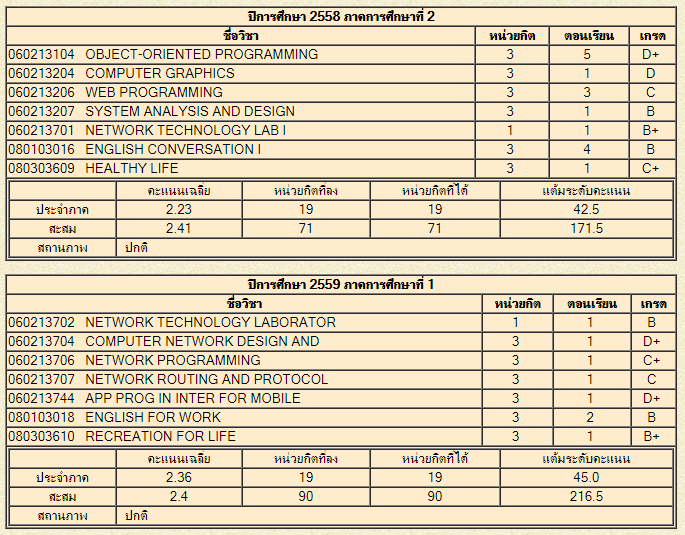 ปีการศึกษา 2558 ภาคการศึกษาที่ 2
ชื่อวิชา หน่วยกิต ตอนเรียน เกรด
060213104 OBJECT-ORIENTED PROGRAMMING 3 5 D+
060213204 COMPUTER GRAPHICS 3 1 D
060213206 WEB PROGRAMMING 3 3 C
060213207 SYSTEM ANALYSIS AND DESIGN 3 1 B
060213701 NETWORK TECHNOLOGY LAB I 1 1 B+
080103016 ENGLISH CONVERSATION I 3 4 B
080303609 HEALTHY LIFE 3 1 C+
คะแนนเฉลี่ย หน่วยกิตที่ลง หน่วยกิตที่ได้ แต้มระดับคะแนน
ประจำภาค 2.23 19 19 42.5
สะสม 2.41 71 71 171.5
สถานภาพ ปกติ
ปีการศึกษา 2559 ภาคการศึกษาที่ 1
ชื่อวิชา หน่วยกิต ตอนเรียน เกรด
060213702 NETWORK TECHNOLOGY LABORATOR 1 1 B
060213704 COMPUTER NETWORK DESIGN AND 3 1 D+
060213706 NETWORK PROGRAMMING 3 1 C+
060213707 NETWORK ROUTING AND PROTOCOL 3 1 C
060213744 APP PROG IN INTER FOR MOBILE 3 1 D+
080103018 ENGLISH FOR WORK 3 2 B
080303610 RECREATION FOR LIFE 3 1 B+
คะแนนเฉลี่ย หน่วยกิตที่ลง หน่วยกิตที่ได้ แต้มระดับคะแนน
ประจำภาค 2.36 19 19 45.0
สะสม 2.4 90 90 216.5
สถานภาพ ปกติ